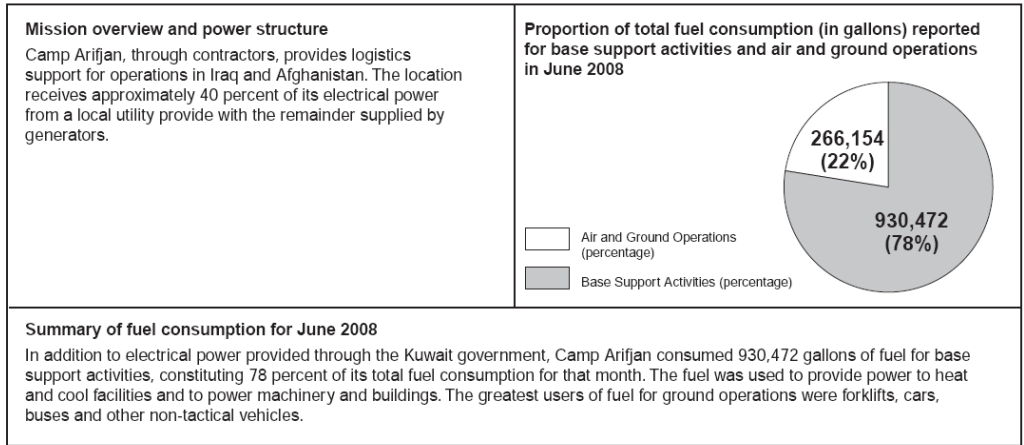 Mission overview and power structure
Camp Arifjan, through contractors, provides logistics
support for operations in Iraq and Afghanistan. The location
receives approximately 40 percent of its electrical power
from a local utility provide with the remainder supplied by
generators.
Proportion of total fuel consumption (in gallons) reported
for base support activities and air and ground operations
in June 2008
266,154
(22%)
930,472
(78%)
Air and Ground Operations
(percentage)
Base Support Activities (percentage)
Summary of fuel consumption for June 2008
In addition to electrical power provided through the Kuwait government, Camp Arifjan consumed 930,472 gallons of fuel for base
support activities, constituting 78 percent of its total fuel consumption for that month. The fuel was used to provide power to heat
and cool facilities and to power machinery and buildings. The greatest users of fuel for ground operations were forklifts, cars,
buses and other non-tactical vehicles.